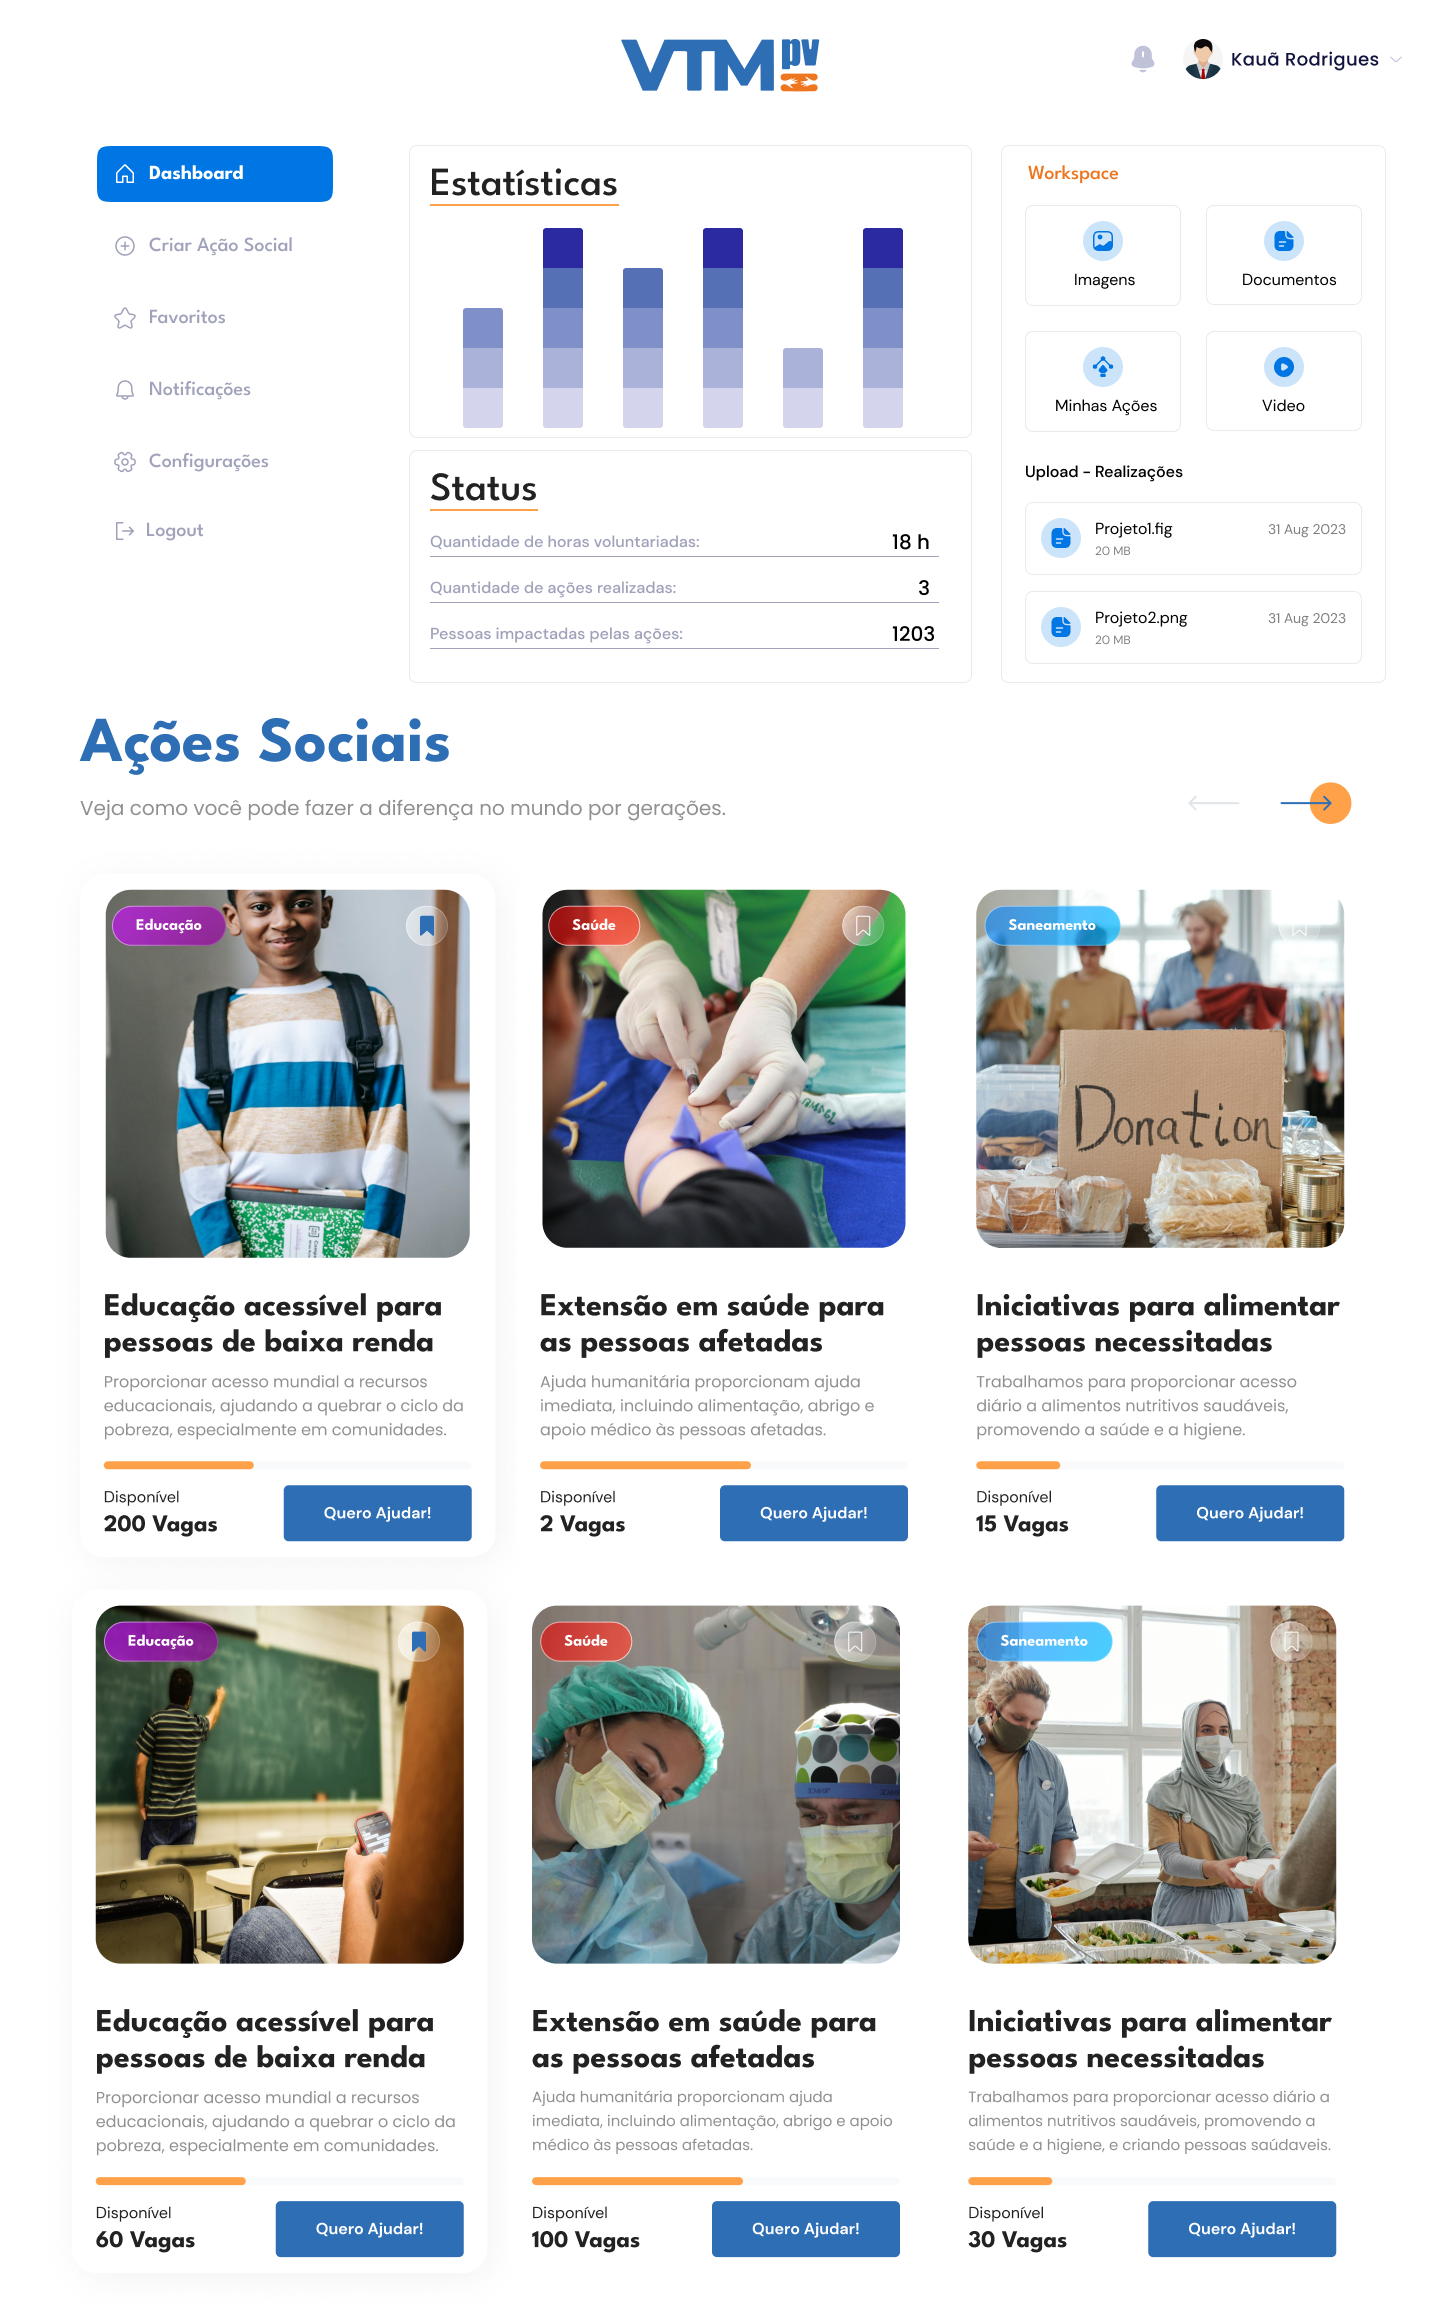 VTM pv
Kauã Rodrigues
Dashboard
Criar Ação Social
Favoritos
Notificações
Configurações
Logout
Estatísticas
Status
Quantidade de horas voluntariadas: 18 h
Quantidade de ações realizadas: 3
Pessoas impactadas pelas ações: 1203
Workspace
Imagens
Documentos
Minhas Ações
Video
Upload - Realizações
Projeto1.fig 31 Aug 2023
20 MB
Projeto2.png 31 Aug 2023
20 MB
Ações Sociais
Veja como você pode fazer a diferença no mundo por gerações.
Educação
Educação acessível para
pessoas de baixa renda
Proporcionar acesso mundial a recursos
educacionais, ajudando a quebrar o ciclo da
pobreza, especialmente em comunidades.
Disponível
200 Vagas
Quero Ajudar!
Saúde
Extensão em saúde para
as pessoas afetadas
Ajuda humanitária proporcionam ajuda
imediata, incluindo alimentação, abrigo e
apoio médico às pessoas afetadas.
Disponível
2 Vagas
Quero Ajudar!
Saneamento
Donation
Iniciativas para alimentar
pessoas necessitadas
Trabalhamos para proporcionar acesso
diário a alimentos nutritivos saudáveis,
promovendo a saúde e a higiene.
Disponível
15 Vagas
Quero Ajudar!
Educação
Educação acessível para
pessoas de baixa renda
Proporcionar acesso mundial a recursos
educacionais, ajudando a quebrar o ciclo da
pobreza, especialmente em comunidades.
Disponível
60 Vagas
Quero Ajudar!
Saúde
Extensão em saúde para
as pessoas afetadas
Ajuda humanitária proporcionam ajuda
imediata, incluindo alimentação, abrigo e apoio
médico às pessoas afetadas.
Disponível
100 Vagas
Quero Ajudar!
Saneamento
Iniciativas para alimentar
pessoas necessitadas
Trabalhamos para proporcionar acesso diário a
alimentos nutritivos saudáveis, promovendo a
saúde e a higiene, e criando pessoas saúdaveis.
Disponível
30 Vagas
Quero Ajudar!